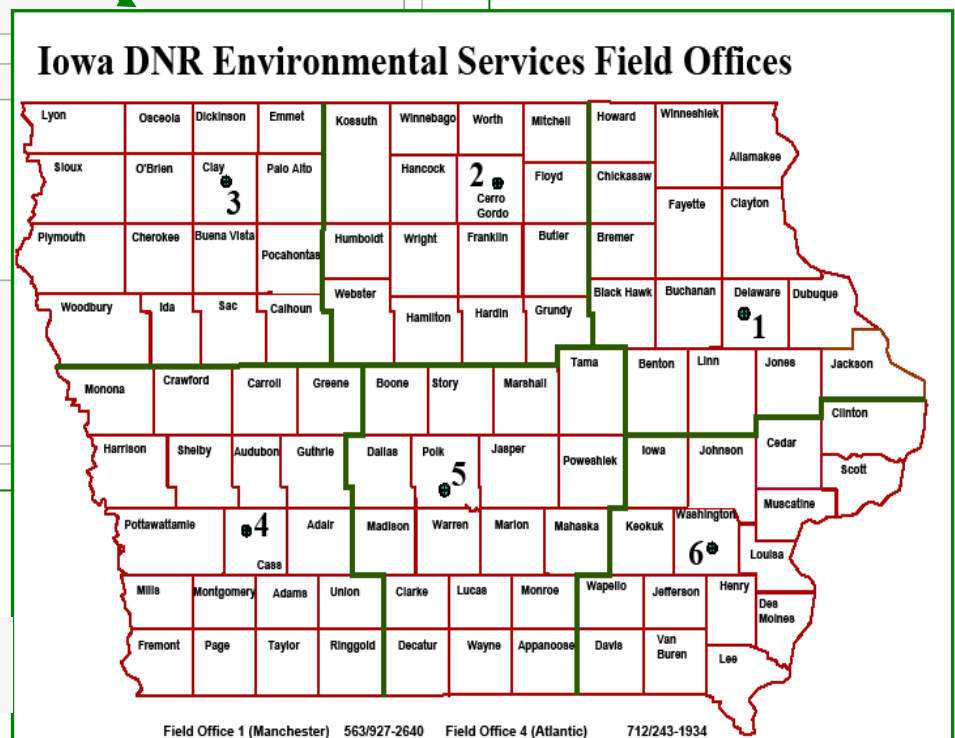 Iowa DNR Environmental Services Field Offices
Lyon Osceola Dickinson Emmet Kossuth Winnebago Worth Mitchell Howard Winneshiek Allamakee
Sioux O'Brien Clay Palo Alto Hancock 2 Cerro Gordo Floyd Chickasaw Fayette Clayton
3
Plymouth Cherokee Buena Vista Pocahontas Humboldt Wright Franklin Butler Bremer
Woodbury Ida Sac Calhoun Webster Hamilton Hardin Grundy Black Hawk Buchanan Delaware Dubuque
1
Monona Crawford Carroll Greene Boone Story Marshall Tama Benton Linn Jones Jackson
Harrison Shelby Audubon Guthrie Dallas Polk Jasper Poweshiek Iowa Johnson Cedar Clinton
5 Scott
Pottawattamie 4 Cass Adair Madison Warren Marion Mahaska Keokuk Washington Muscatine
6 Louisa
Mills Montgomery Adams Union Clarke Lucas Monroe Wapello Jefferson Henry Des Moines
Fremont Page Taylor Ringgold Decatur Wayne Appanoose Davis Van Buren Lee
Field Office 1 (Manchester) 563/927-2640 Field Office 4 (Atlantic) 712/243-1934